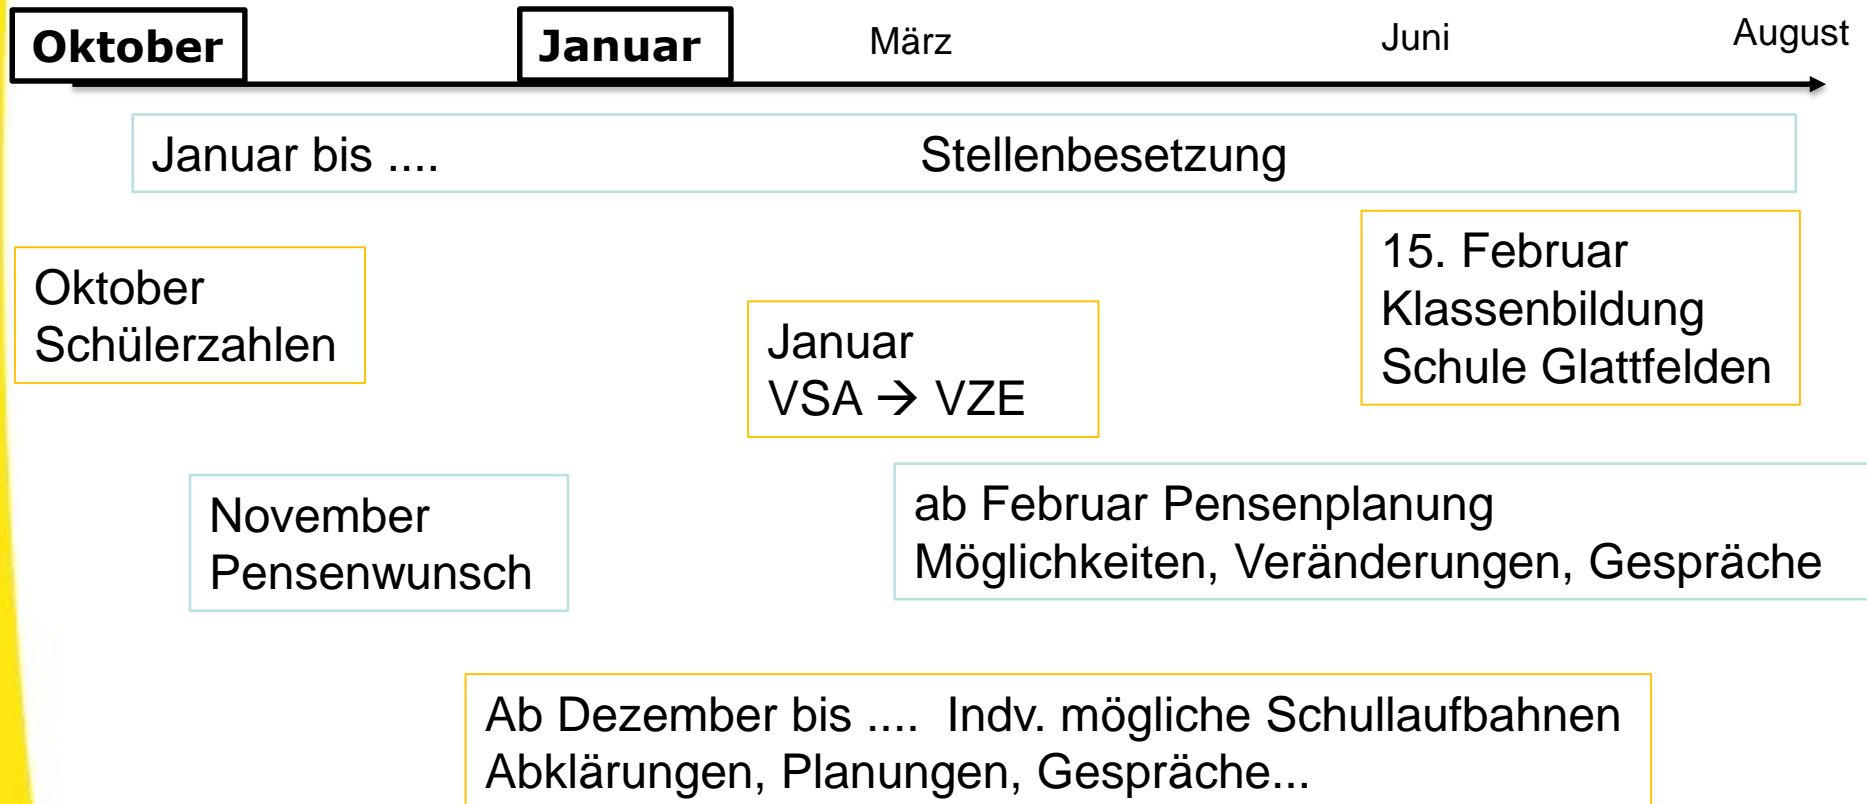 Oktober Januar März Juni August
Januar bis .... Stellenbesetzung
Oktober
Schülerzahlen
15. Februar
Klassenbildung
Schule Glattfelden
Januar
VSA → VZE
November
Pensenwunsch
ab Februar Pensenplanung
Möglichkeiten, Veränderungen, Gespräche
Ab Dezember bis .... Indv. mögliche Schullaufbahnen
Abklärungen, Planungen, Gespräche...